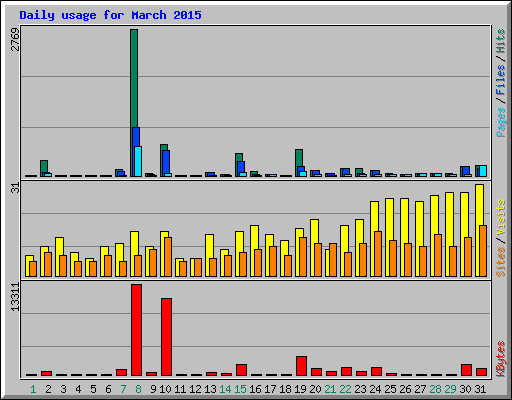 Daily usage for March 2015
2769
Pages / Files / Hits
31
Sites / Visits
13311
KBytes
1 2 3 4 5 6 7 8 9 10 11 12 13 14 15 16 17 18 19 20 21 22 23 24 25 26 27 28 29 30 31